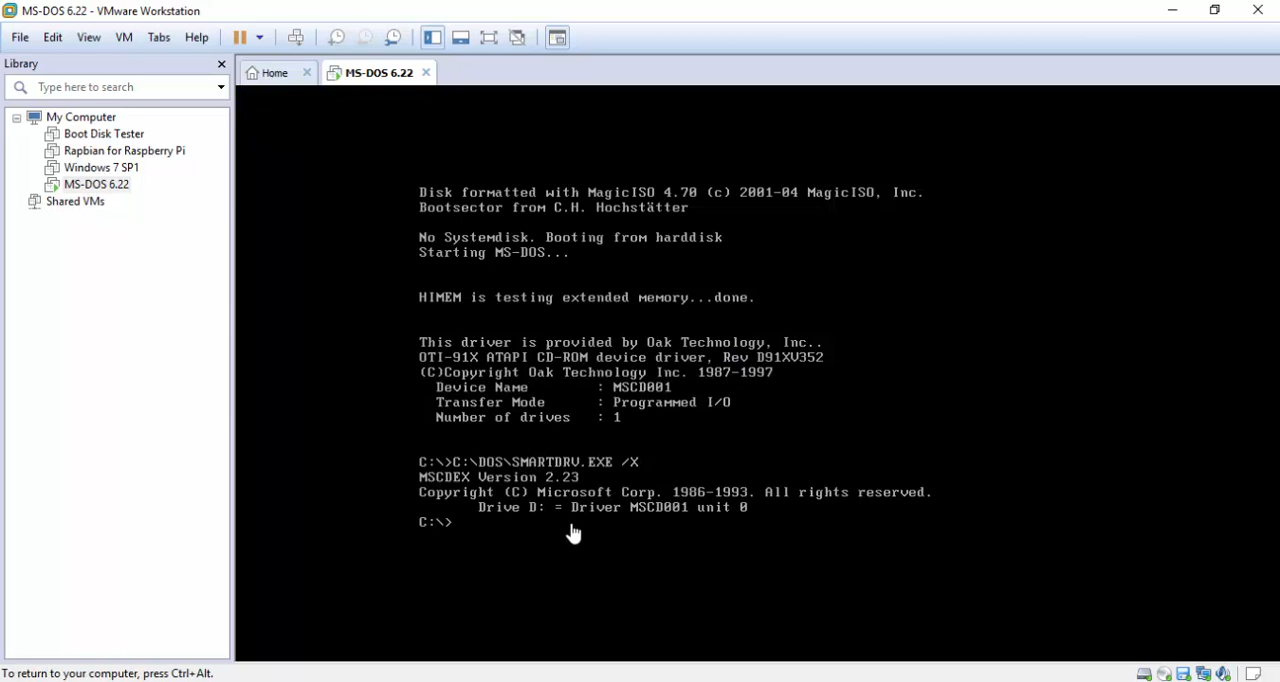 MS-DOS 6.22 - VMware Workstation
File Edit View VM Tabs Help
Library
Home
MS-DOS 6.22
Type here to search
My Computer
Boot Disk Tester
Rapbian for Raspberry Pi
Windows 7 SP1
MS-DOS 6.22
Shared VMs
Disk formatted with MagicISO 4.70 (c) 2001-04 MagicISO, Inc.
Bootsector from C.H. Hochstätter
No Systemdisk. Booting from harddisk
Starting MS-DOS...
HIMEM is testing extended memory...done.
This driver is provided by Oak Technology, Inc..
OTI-91X ATAPI CD-ROM device driver, Rev D91XV352
(C)Copyright Oak Technology Inc. 1987-1997
Device Name : MSCD001
Transfer Mode : Programmed I/O
Number of drives : 1
C:\>C:\DOS\SMARTDRV.EXE /X
MSCDEX Version 2.23
Copyright (C) Microsoft Corp. 1986-1993. All rights reserved.
Drive D: = Driver MSCD001 unit 0
C:\>
To return to your computer, press Ctrl+Alt.